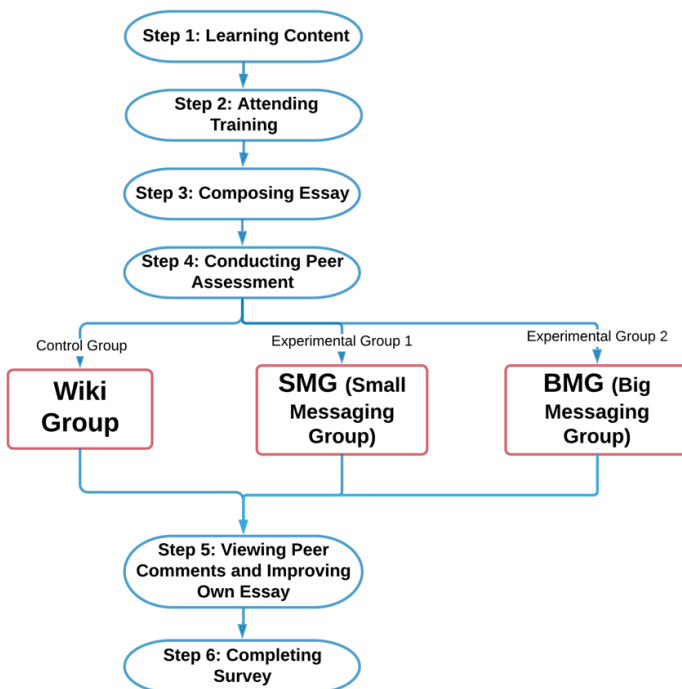 Step 1: Learning Content
Step 2: Attending
Training
Step 3: Composing Essay
Step 4: Conducting Peer
Assessment
Control Group
Experimental Group 1
Experimental Group 2
Wiki
Group
SMG (Small
Messaging
Group)
BMG (Big
Messaging
Group)
Step 5: Viewing Peer
Comments and Improving
Own Essay
Step 6: Completing
Survey